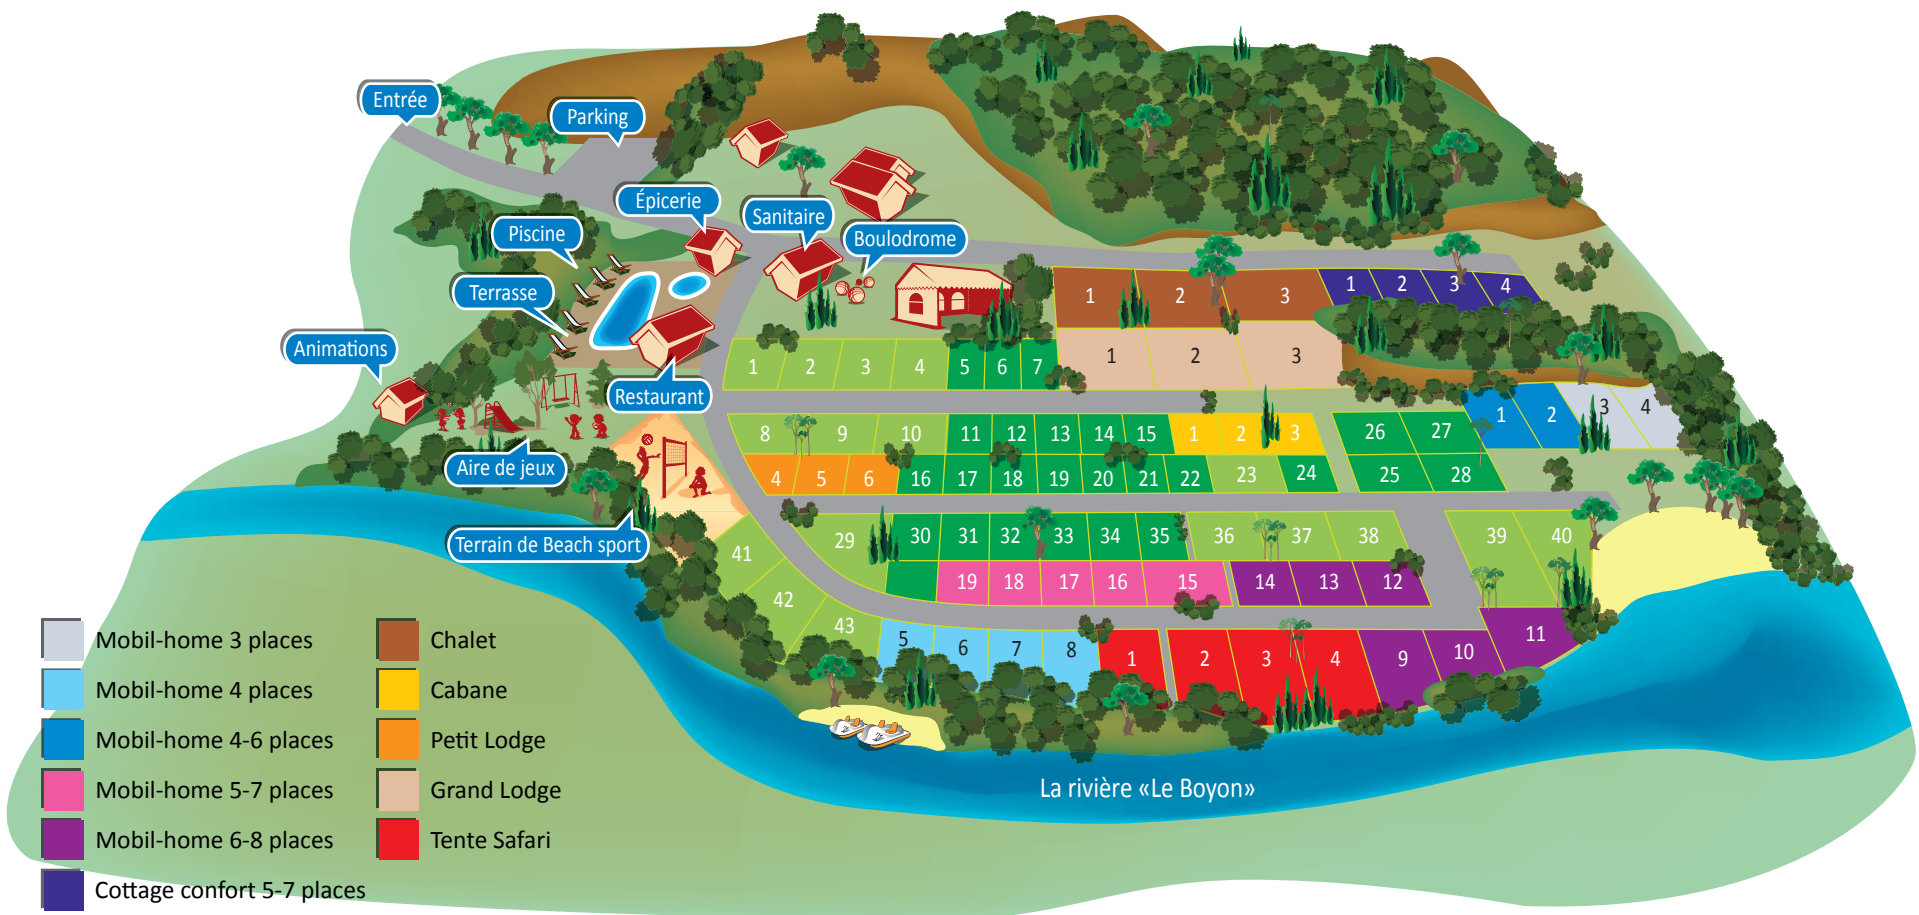 Entrée
Parking
Épicerie
Sanitaire
Piscine
Boulodrome
Terrasse
Animations
Restaurant
Aire de jeux
Terrain de Beach sport
1 2 3 1 2 3 4
1 2 3 4 5 6 7 1 2 3
8 9 10 11 12 13 14 15 1 2 3 26 27 1 2 3 4
4 5 6 16 17 18 19 20 21 22 23 24 25 28
41 29 30 31 32 33 34 35 36 37 38 39 40
42 19 18 17 16 15 14 13 12
43 5 6 7 8 1 2 3 4 9 10 11
La rivière «Le Boyon»
Mobil-home 3 places
Mobil-home 4 places
Mobil-home 4-6 places
Mobil-home 5-7 places
Mobil-home 6-8 places
Cottage confort 5-7 places
Chalet
Cabane
Petit Lodge
Grand Lodge
Tente Safari